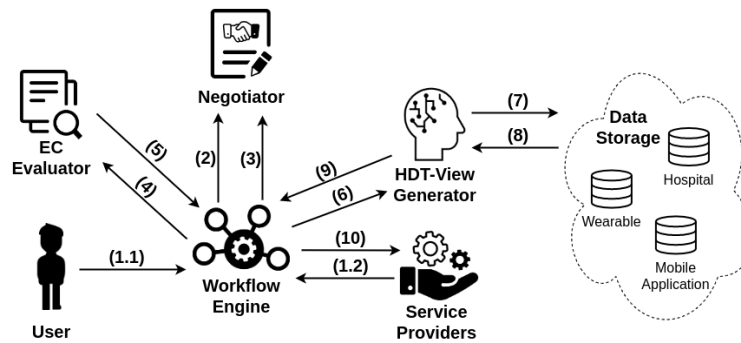 Negotiator
EC
Evaluator
(5)
(4)
(2)
(3)
(9)
(6)
HDT-View
Generator
(7)
(8)
Data
Storage
Hospital
Wearable
Mobile
Application
(1.1)
User
Workflow
Engine
(10)
(1.2)
Service
Providers